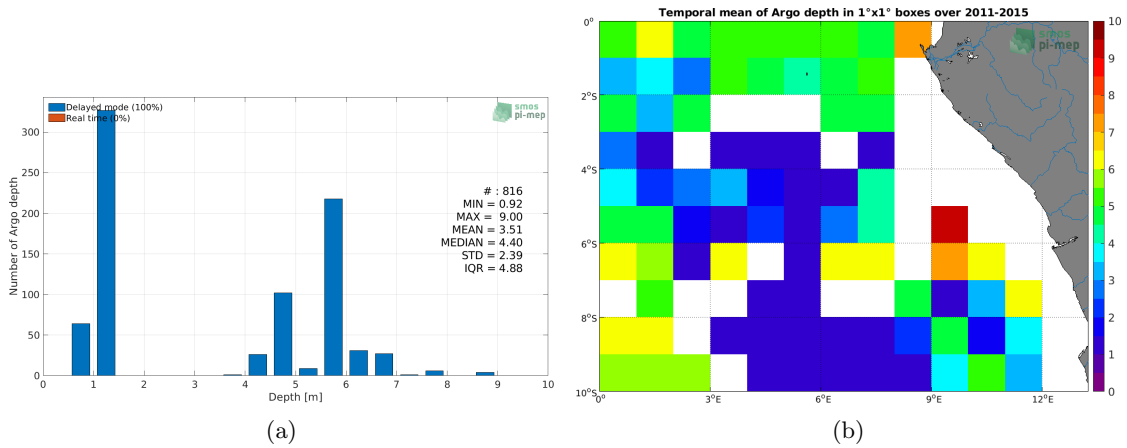 Delayed mode (100%)
Real time (0%)
smos
pi-mep
# : 816
MIN = 0.92
MAX = 9.00
MEAN = 3.51
MEDIAN = 4.40
STD = 2.39
IQR = 4.88
Number of Argo depth
300
250
200
150
100
50
0
0 1 2 3 4 5 6 7 8 9 10
Depth [m]
(a)
Temporal mean of Argo depth in 1°x1° boxes over 2011-2015
smos
pi-mep
0°
2°S
4°S
6°S
8°S
10°S
0° 3°E 6°E 9°E 12°E
10
9
8
7
6
5
4
3
2
1
0
(b)